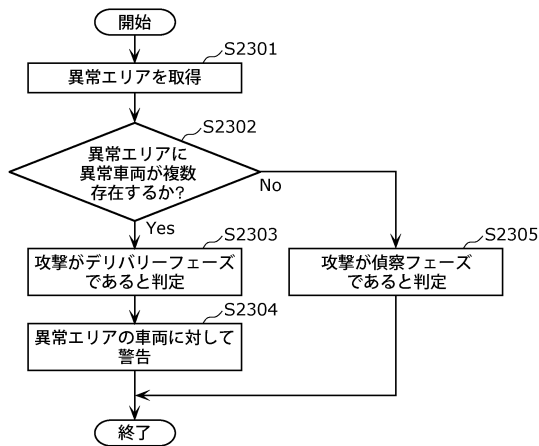 開始
S2301
異常エリアを取得
S2302
異常エリアに
異常車両が複数
存在するか?
No
Yes
S2303
攻撃がデリバリーフェーズ
であると判定
S2305
攻撃が偵察フェーズ
であると判定
S2304
異常エリアの車両に対して
警告
終了